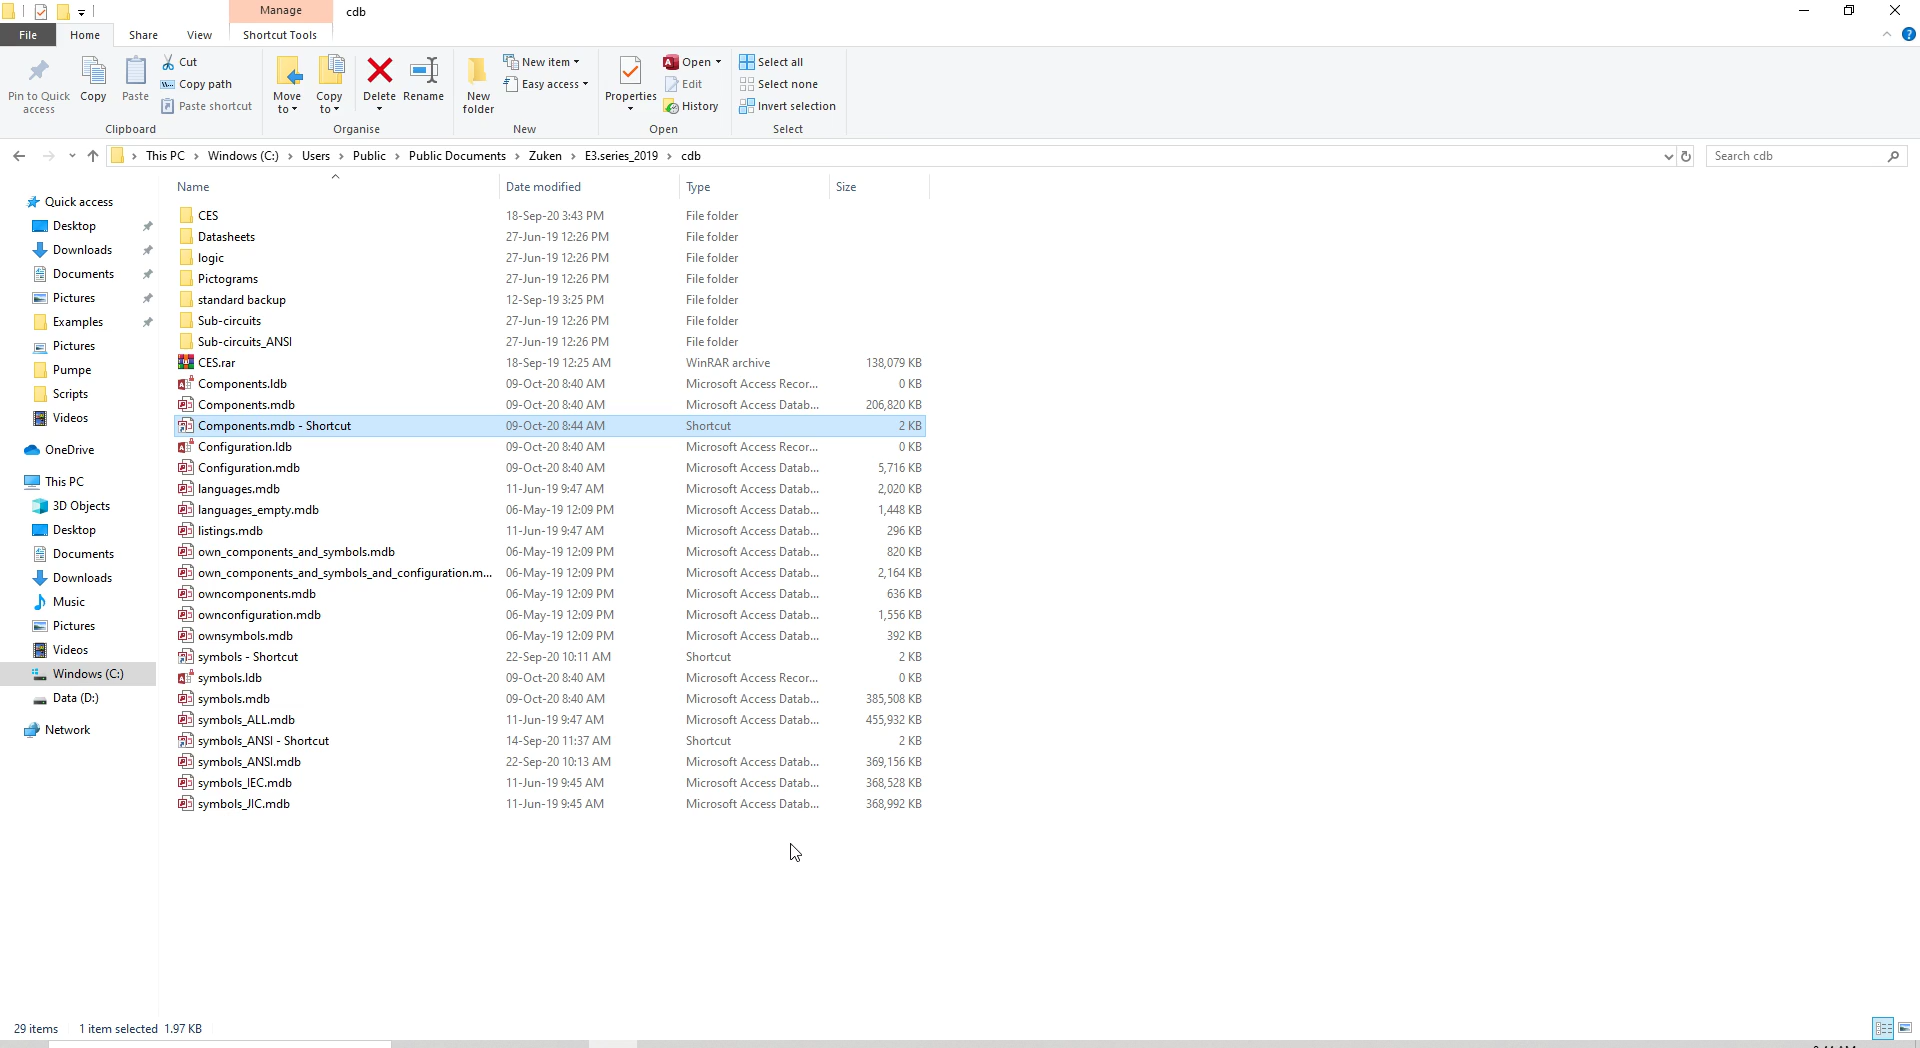 Manage
cdb
File
Home
Share
View
Shortcut Tools
Pin to Quick access
Copy
Paste
Cut
Copy path
Paste shortcut
Clipboard
Move to
Copy to
Delete
Rename
Organise
New folder
New item
Easy access
New
Properties
Open
Edit
History
Open
Select all
Select none
Invert selection
Select
This PC > Windows (C:) > Users > Public > Public Documents > Zuken > E3.series_2019 > cdb
Search cdb
Quick access
Desktop
Downloads
Documents
Pictures
Examples
Pictures
Pumpe
Scripts
Videos
OneDrive
This PC
3D Objects
Desktop
Documents
Downloads
Music
Pictures
Videos
Windows (C:)
Data (D:)
Network
Name Date modified Type Size
CES 18-Sep-20 3:43 PM File folder
Datasheets 27-Jun-19 12:26 PM File folder
logic 27-Jun-19 12:26 PM File folder
Pictograms 27-Jun-19 12:26 PM File folder
standard backup 12-Sep-19 3:25 PM File folder
Sub-circuits 27-Jun-19 12:26 PM File folder
Sub-circuits_ANSI 27-Jun-19 12:26 PM File folder
CES.rar 18-Sep-19 12:25 AM WinRAR archive 138,079 KB
Components.ldb 09-Oct-20 8:40 AM Microsoft Access Recor... 0 KB
Components.mdb 09-Oct-20 8:40 AM Microsoft Access Datab... 206,820 KB
Components.mdb - Shortcut 09-Oct-20 8:44 AM Shortcut 2 KB
Configuration.ldb 09-Oct-20 8:40 AM Microsoft Access Recor... 0 KB
Configuration.mdb 09-Oct-20 8:40 AM Microsoft Access Datab... 5,716 KB
languages.mdb 11-Jun-19 9:47 AM Microsoft Access Datab... 2,020 KB
languages_empty.mdb 06-May-19 12:09 PM Microsoft Access Datab... 1,448 KB
listings.mdb 11-Jun-19 9:47 AM Microsoft Access Datab... 296 KB
own_components_and_symbols.mdb 06-May-19 12:09 PM Microsoft Access Datab... 820 KB
own_components_and_symbols_and_configuration.m... 06-May-19 12:09 PM Microsoft Access Datab... 2,164 KB
owncomponents.mdb 06-May-19 12:09 PM Microsoft Access Datab... 636 KB
ownconfiguration.mdb 06-May-19 12:09 PM Microsoft Access Datab... 1,556 KB
ownsymbols.mdb 06-May-19 12:09 PM Microsoft Access Datab... 392 KB
symbols - Shortcut 22-Sep-20 10:11 AM Shortcut 2 KB
symbols.ldb 09-Oct-20 8:40 AM Microsoft Access Recor... 0 KB
symbols.mdb 09-Oct-20 8:40 AM Microsoft Access Datab... 385,508 KB
symbols_ALL.mdb 11-Jun-19 9:47 AM Microsoft Access Datab... 455,932 KB
symbols_ANSI - Shortcut 14-Sep-20 11:37 AM Shortcut 2 KB
symbols_ANSI.mdb 22-Sep-20 10:13 AM Microsoft Access Datab... 369,156 KB
symbols_IEC.mdb 11-Jun-19 9:45 AM Microsoft Access Datab... 368,528 KB
symbols_JIC.mdb 11-Jun-19 9:45 AM Microsoft Access Datab... 368,992 KB
29 items 1 item selected 1.97 KB